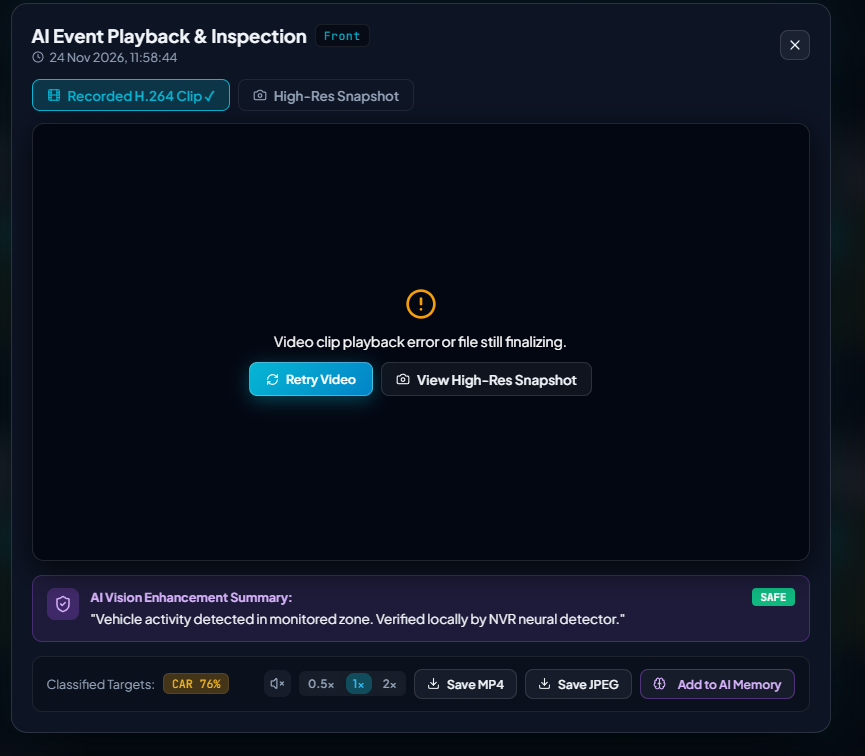 AI Event Playback & Inspection Front
24 Nov 2026, 11:58:44
Recorded H.264 Clip ✓ High-Res Snapshot
Video clip playback error or file still finalizing.
Retry Video View High-Res Snapshot
AI Vision Enhancement Summary: SAFE
"Vehicle activity detected in monitored zone. Verified locally by NVR neural detector."
Classified Targets: CAR 76% 0.5x 1x 2x Save MP4 Save JPEG Add to AI Memory